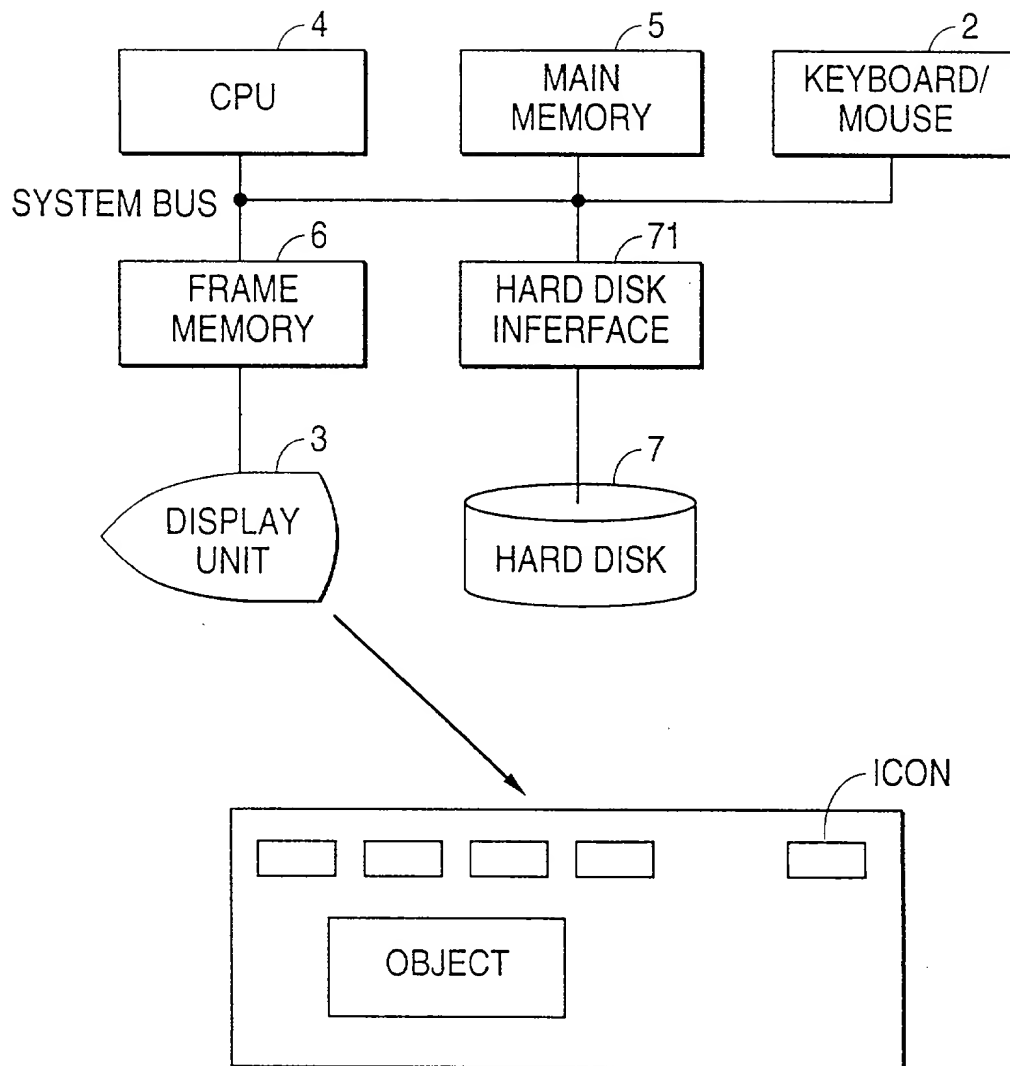 4
5
2
CPU
MAIN
MEMORY
KEYBOARD/
MOUSE
SYSTEM BUS
6
71
FRAME
MEMORY
HARD DISK
INFERFACE
3
7
DISPLAY
UNIT
HARD DISK
ICON
OBJECT